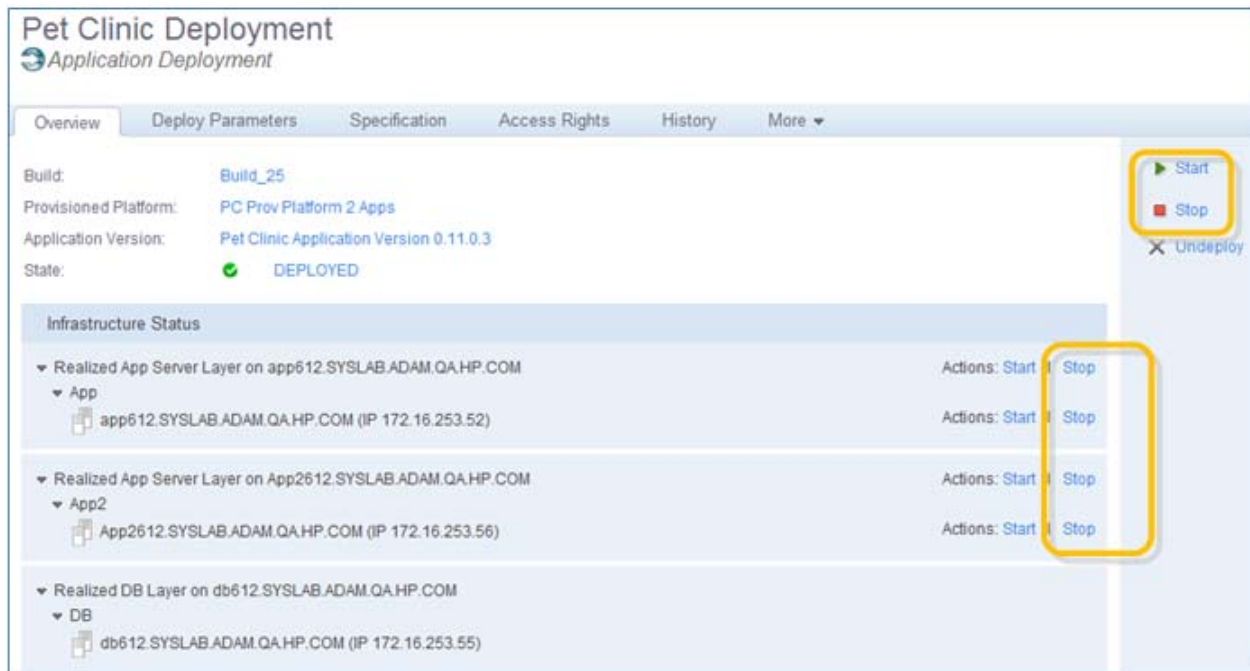 Pet Clinic Deployment
Application Deployment
Overview Deploy Parameters Specification Access Rights History More
Build: Build_25
Provisioned Platform: PC Prov Platform 2 Apps
Application Version: Pet Clinic Application Version 0.11.0.3
State: DEPLOYED
Start
Stop
Undeploy
Infrastructure Status
Realized App Server Layer on app612.SYSLAB.ADAM.QA.HP.COM Actions: Start | Stop
App
app612.SYSLAB.ADAM.QA.HP.COM (IP 172.16.253.52) Actions: Start | Stop
Realized App Server Layer on App2612.SYSLAB.ADAM.QA.HP.COM Actions: Start | Stop
App2
App2612.SYSLAB.ADAM.QA.HP.COM (IP 172.16.253.56) Actions: Start | Stop
Realized DB Layer on db612.SYSLAB.ADAM.QA.HP.COM
DB
db612.SYSLAB.ADAM.QA.HP.COM (IP 172.16.253.55)